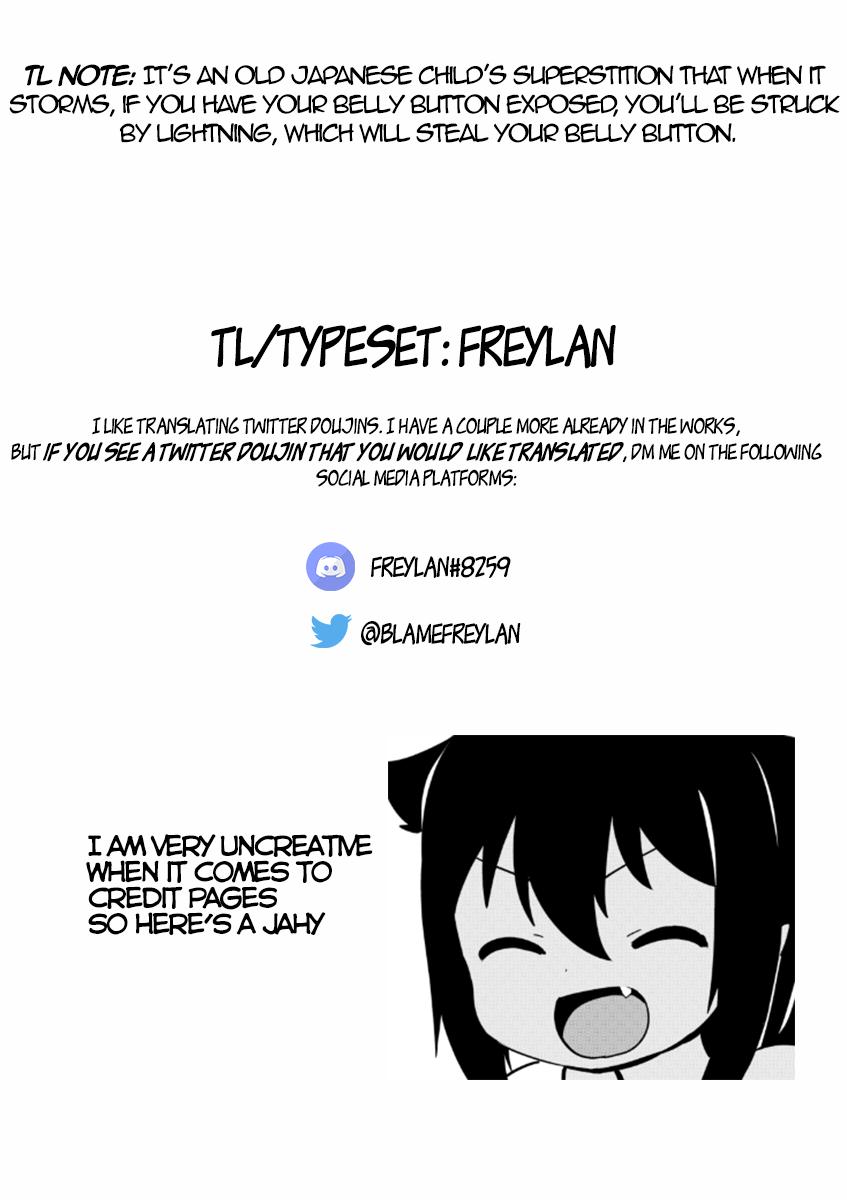 TL NOTE: IT'S AN OLD JAPANESE CHILD'S SUPERSTITION THAT WHEN IT
STORMS, IF YOU HAVE YOUR BELLY BUTTON EXPOSED, YOU'LL BE STRUCK
BY LIGHTNING, WHICH WILL STEAL YOUR BELLY BUTTON.
TL/TYPESET: FREYLAN
I LIKE TRANSLATING TWITTER DOUJINS. I HAVE A COUPLE MORE ALREADY IN THE WORKS,
BUT IF YOU SEE A TWITTER DOUJIN THAT YOU WOULD LIKE TRANSLATED, DM ME ON THE FOLLOWING
SOCIAL MEDIA PLATFORMS:
FREYLAN#8259
@BLAMEFREYLAN
I AM VERY UNCREATIVE
WHEN IT COMES TO
CREDIT PAGES
SO HERE'S A JAHY